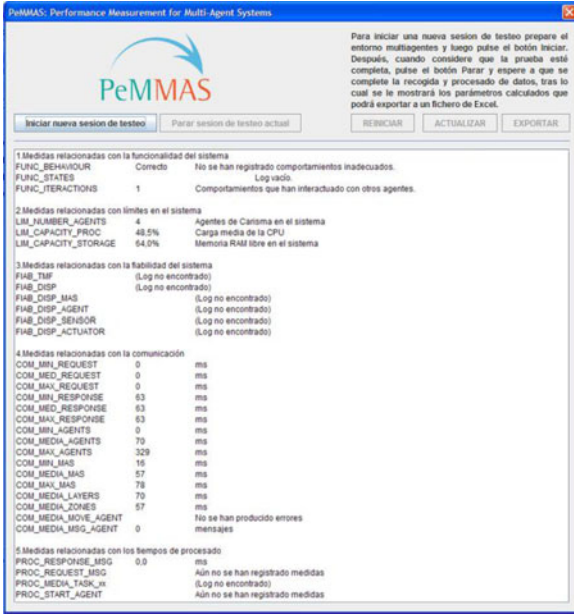 PeMMAS: Performance Measurement for Multi-Agent Systems
PeMMAS
Para iniciar una nueva sesion de testeo prepare el
entorno multiagentes y luego pulse el botón Iniciar.
Después, cuando considere que la prueba esté
completa, pulse el botón Parar y espere a que se
complete la recogida y procesado de datos, tras lo
cual se le mostrará los parámetros calculados que
podrá exportar a un fichero de Excel.
Iniciar nueva sesion de testeo Parar sesion de testeo actual REINICIAR ACTUALIZAR EXPORTAR
1.Medidas relacionadas con la funcionalidad del sistema
FUNC_BEHAVIOUR Correcto No se han registrado comportamientos inadecuados.
FUNC_STATES Log vacío.
FUNC_ITERACTIONS 1 Comportamientos que han interactuado con otros agentes.
2.Medidas relacionadas con límites en el sistema
LIM_NUMBER_AGENTS 4 Agentes de Carisma en el sistema
LIM_CAPACITY_PROC 48,5% Carga media de la CPU
LIM_CAPACITY_STORAGE 64,0% Memoria RAM libre en el sistema
3.Medidas relacionadas con la fiabilidad del sistema
FIAB_TMF (Log no encontrado)
FIAB_DISP (Log no encontrado)
FIAB_DISP_MAS (Log no encontrado)
FIAB_DISP_AGENT (Log no encontrado)
FIAB_DISP_SENSOR (Log no encontrado)
FIAB_DISP_ACTUATOR (Log no encontrado)
4.Medidas relacionadas con la comunicación
COM_MIN_REQUEST 0 ms
COM_MED_REQUEST 0 ms
COM_MAX_REQUEST 0 ms
COM_MIN_RESPONSE 63 ms
COM_MED_RESPONSE 63 ms
COM_MAX_RESPONSE 63 ms
COM_MIN_AGENTS 0 ms
COM_MEDIA_AGENTS 70 ms
COM_MAX_AGENTS 329 ms
COM_MIN_MAS 16 ms
COM_MEDIA_MAS 57 ms
COM_MAX_MAS 78 ms
COM_MEDIA_LAYERS 70 ms
COM_MEDIA_ZONES 57 ms
COM_MEDIA_MOVE_AGENT No se han producido errores
COM_MEDIA_MSG_AGENT 0 mensajes
5.Medidas relacionadas con los tiempos de procesado
PROC_RESPONSE_MSG 0,0 ms
PROC_REQUEST_MSG Aún no se han registrado medidas
PROC_MEDIA_TASK_xx (Log no encontrado)
PROC_START_AGENT Aún no se han registrado medidas